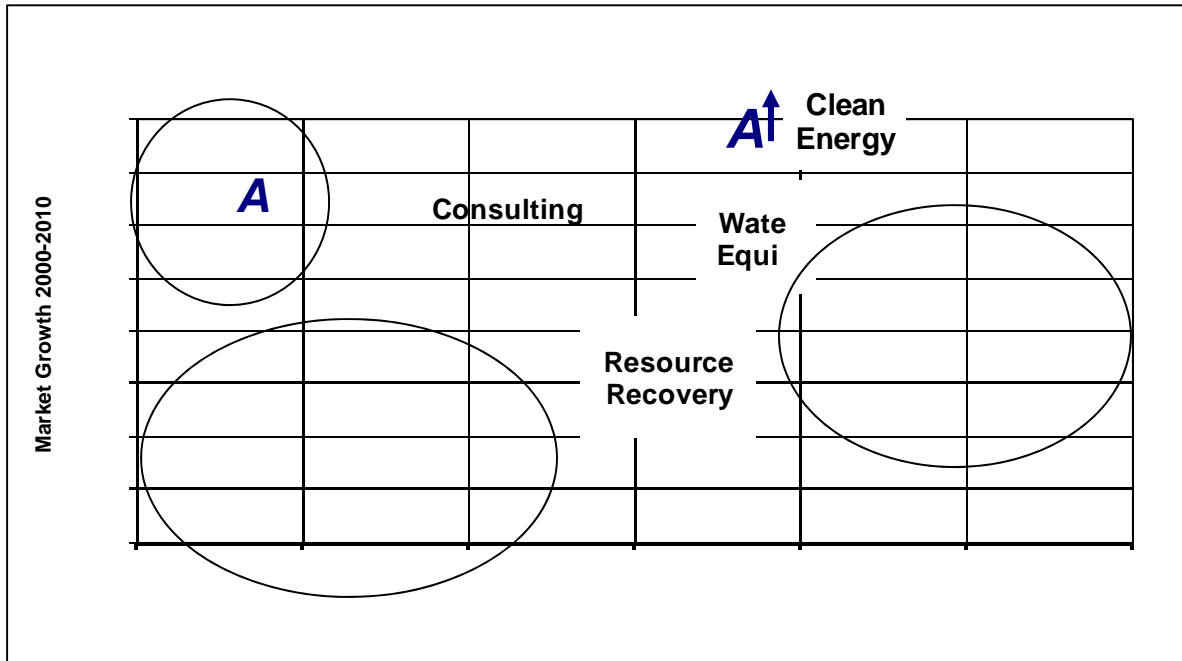 Market Growth 2000-2010
A
Clean
Energy
A
Consulting
Wate
Equi
Resource
Recovery